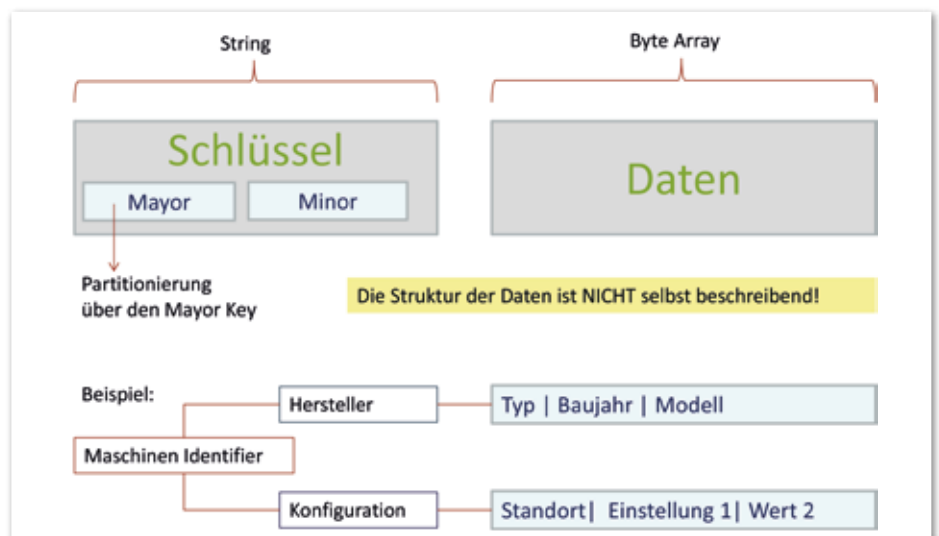 String
Byte Array
Schlüssel
Mayor
Minor
Daten
Partitionierung
über den Mayor Key
Die Struktur der Daten ist NICHT selbst beschreibend!
Beispiel:
Hersteller
Typ | Baujahr | Modell
Maschinen Identifier
Konfiguration
Standort| Einstellung 1| Wert 2